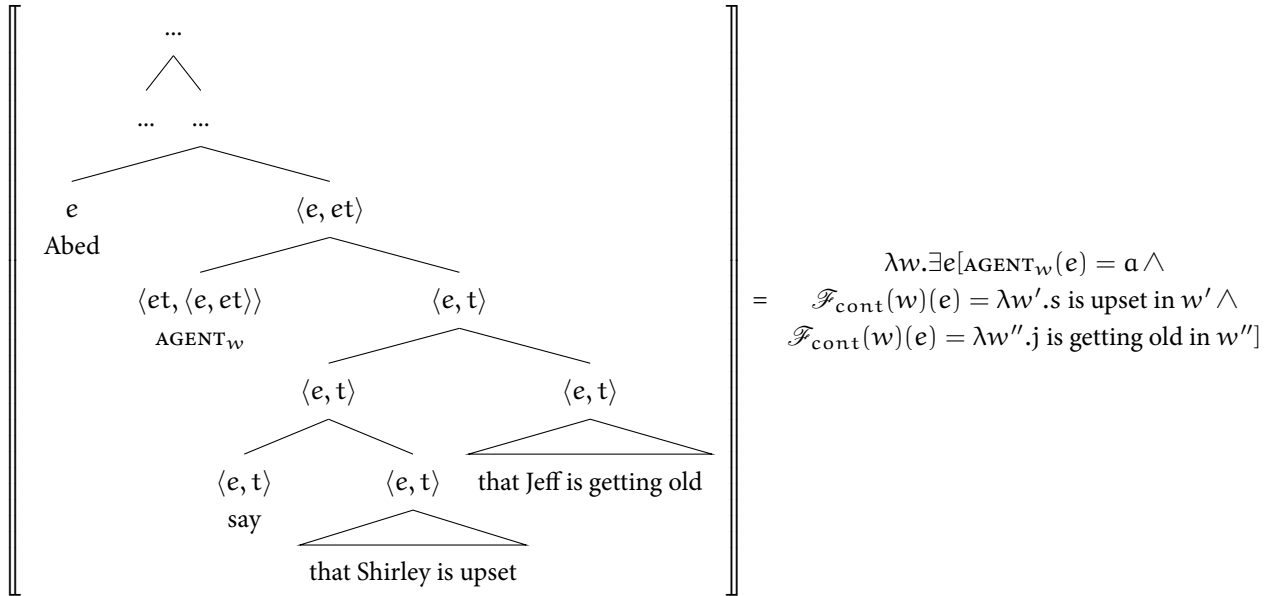 ...
... ...
e ⟨e, et⟩
Abed
⟨et, ⟨e, et⟩⟩ ⟨e, t⟩
AGENT_w
⟨e, t⟩ ⟨e, t⟩
⟨e, t⟩ ⟨e, t⟩ that Jeff is getting old
say
that Shirley is upset
=
λw.∃e[AGENT_w(e) = a ∧
ℱ_cont(w)(e) = λw′.s is upset in w′ ∧
ℱ_cont(w)(e) = λw″.j is getting old in w″]